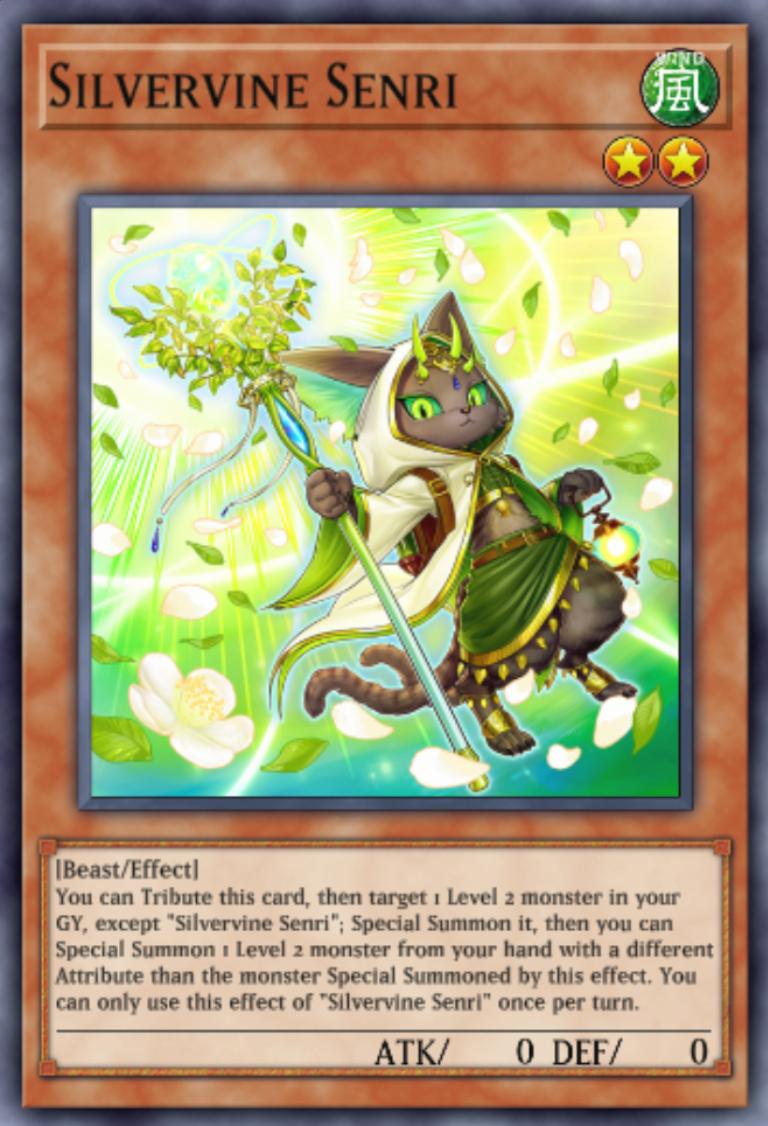 Silvervine Senri
WIND
風
[Beast/Effect]
You can Tribute this card, then target 1 Level 2 monster in your
GY, except "Silvervine Senri"; Special Summon it, then you can
Special Summon 1 Level 2 monster from your hand with a different
Attribute than the monster Special Summoned by this effect. You
can only use this effect of "Silvervine Senri" once per turn.
ATK/ 0 DEF/ 0